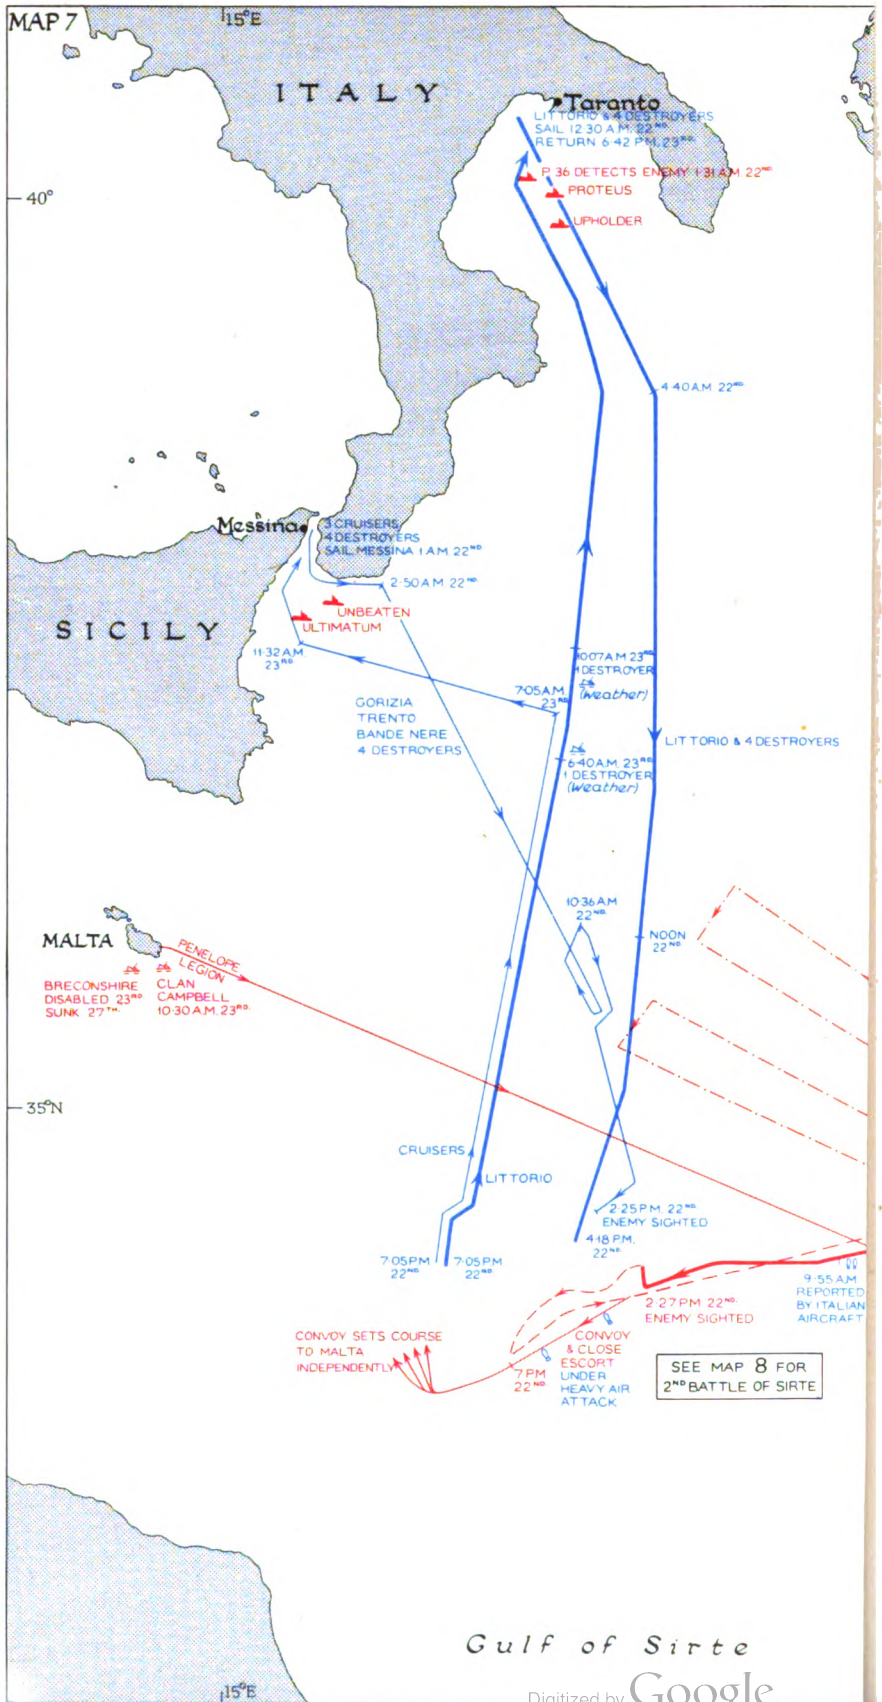 MAP 7
15°E
ITALY
Taranto
LITTORIO & 4 DESTROYERS
SAIL 12·30 A.M. 22ND
RETURN 6·42 P.M. 23RD
P. 36 DETECTS ENEMY 1·31 A.M. 22ND
PROTEUS
UPHOLDER
40°
4·40 A.M 22ND
Messina
3 CRUISERS
4 DESTROYERS
SAIL MESSINA 1 A.M. 22ND
2·50 A.M. 22ND
UNBEATEN
ULTIMATUM
SICILY
11·32 A.M
23RD
10·07 A.M 23RD
1 DESTROYER
(Weather)
7·05 A.M.
23RD
GORIZIA
TRENTO
BANDE NERE
4 DESTROYERS
LITTORIO & 4 DESTROYERS
6·40 A.M. 23RD
1 DESTROYER
(Weather)
10·36 A.M
22ND
NOON
22ND
MALTA
PENELOPE
LEGION
BRECONSHIRE
DISABLED 23RD
SUNK 27TH
CLAN
CAMPBELL
10·30 A.M. 23RD
35°N
CRUISERS
LITTORIO
2·25 P.M. 22ND
ENEMY SIGHTED
4·18 P.M.
22ND
7·05 P.M
22ND
7·05 P.M
22ND
9·55 A.M
REPORTED
BY ITALIAN
AIRCRAFT
2·27 P.M 22ND
ENEMY SIGHTED
CONVOY SETS COURSE
TO MALTA
INDEPENDENTLY
7 PM
22ND
CONVOY
& CLOSE
ESCORT
UNDER
HEAVY AIR
ATTACK
SEE MAP 8 FOR
2ND BATTLE OF SIRTE
Gulf of Sirte
15°E
Digitized by Google